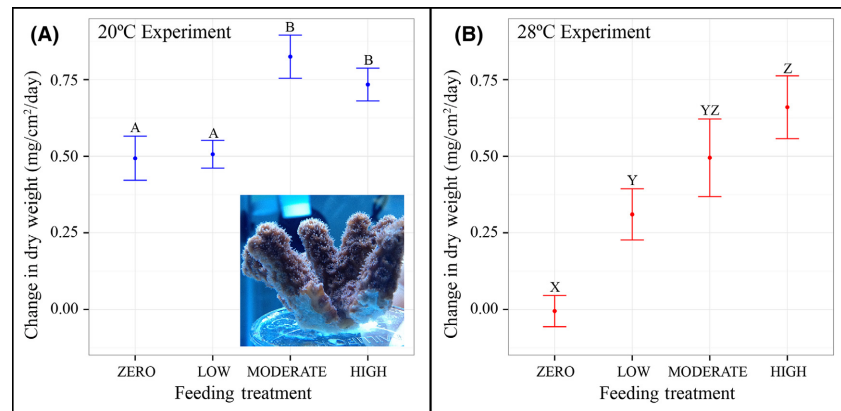 (A) 20ºC Experiment
Change in dry weight (mg/cm²/day)
0.75
0.50
0.25
0.00
A
A
B
B
ZERO LOW MODERATE HIGH
Feeding treatment
(B) 28ºC Experiment
Change in dry weight (mg/cm²/day)
0.75
0.50
0.25
0.00
X
Y
YZ
Z
ZERO LOW MODERATE HIGH
Feeding treatment